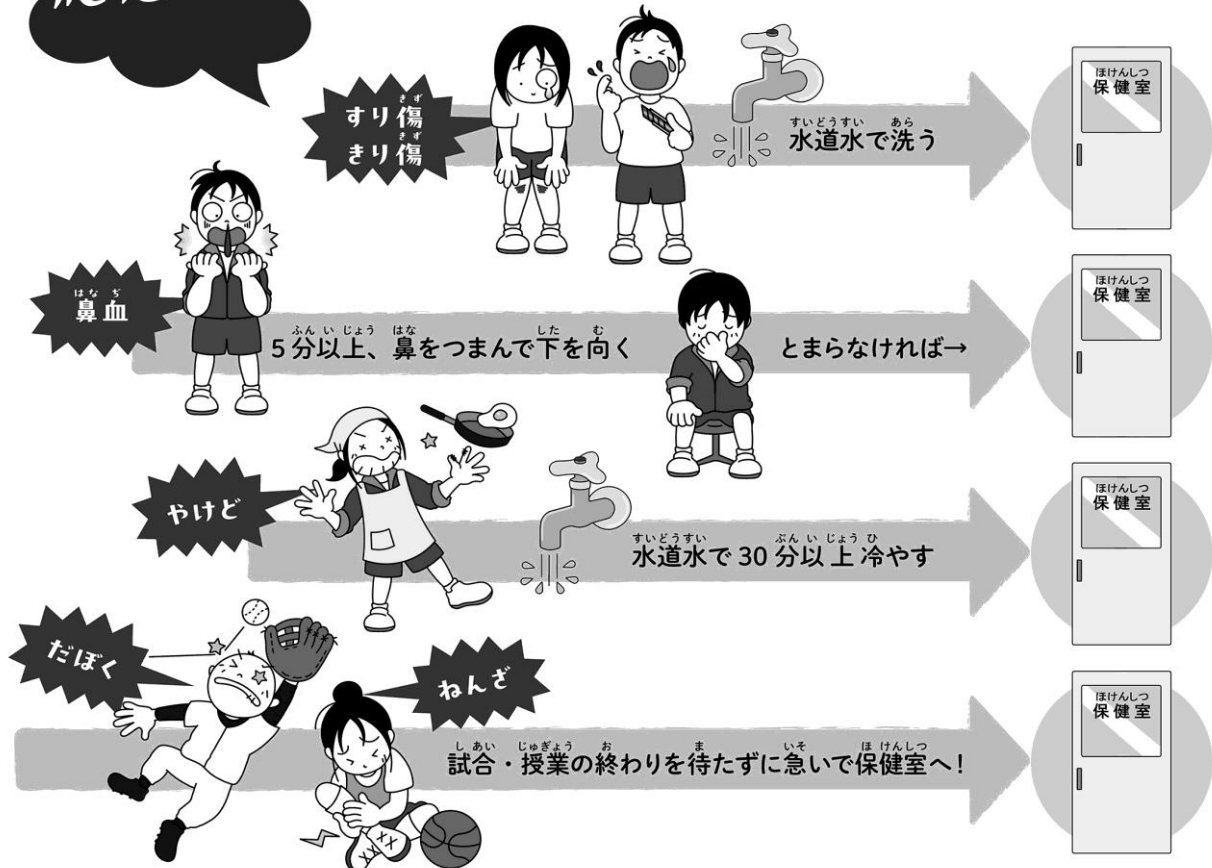 すり傷
きり傷
水道水で洗う
保健室
鼻血
5分以上、鼻をつまんで下を向く
とまらなければ→
保健室
やけど
水道水で30分以上冷やす
保健室
だぼく
ねんざ
試合・授業の終わりを待たずに急いで保健室へ!
保健室